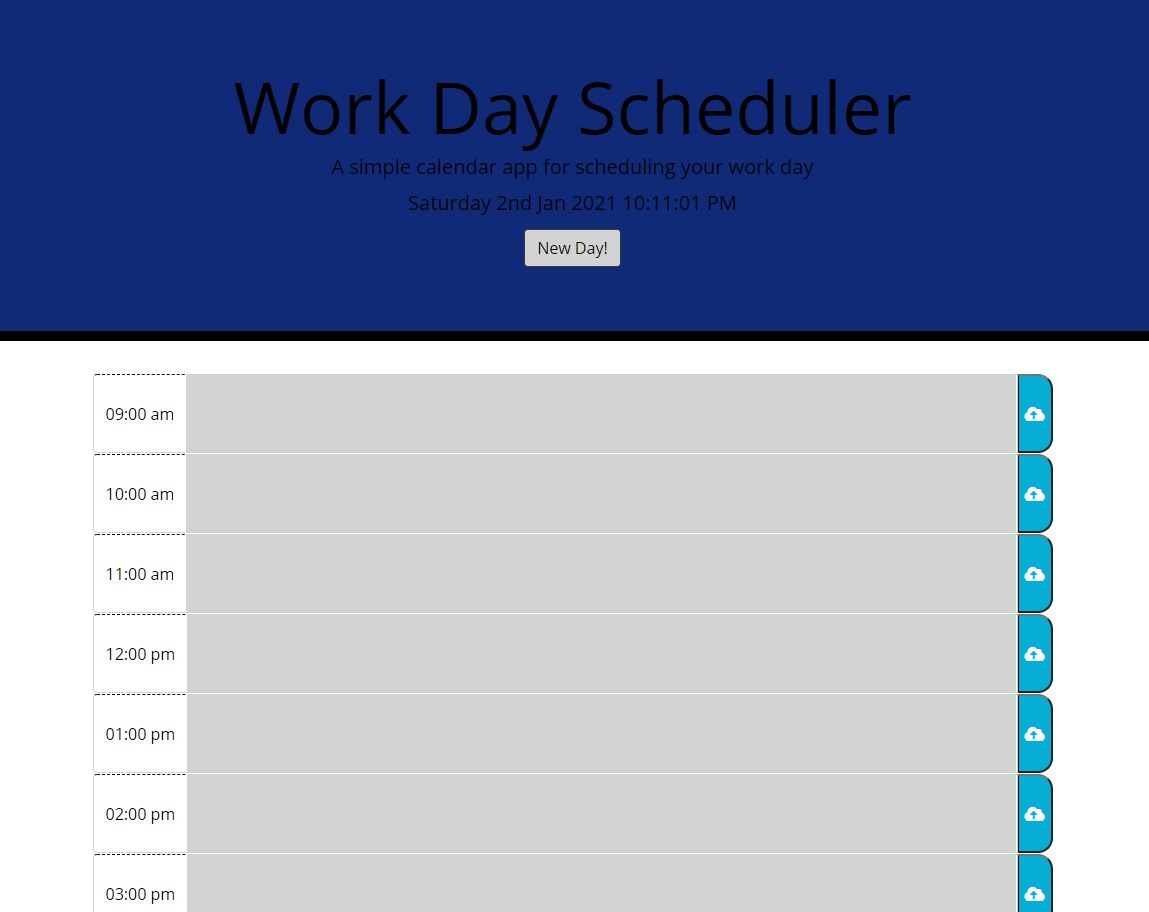 Work Day Scheduler
A simple calendar app for scheduling your work day
Saturday 2nd Jan 2021 10:11:01 PM
New Day!
09:00 am
10:00 am
11:00 am
12:00 pm
01:00 pm
02:00 pm
03:00 pm